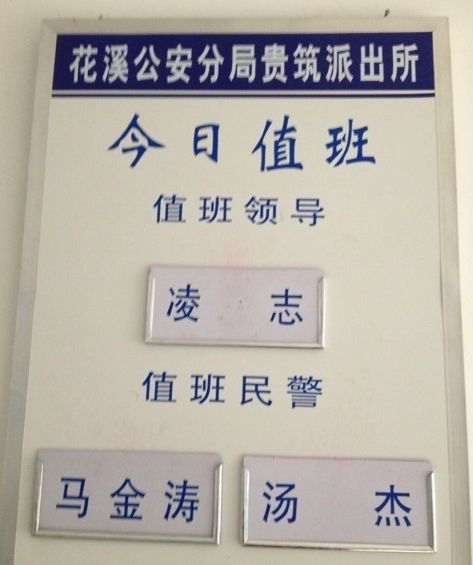 花溪公安分局贵筑派出所
今日值班
值班领导
凌 志
值班民警
马金涛 汤 杰